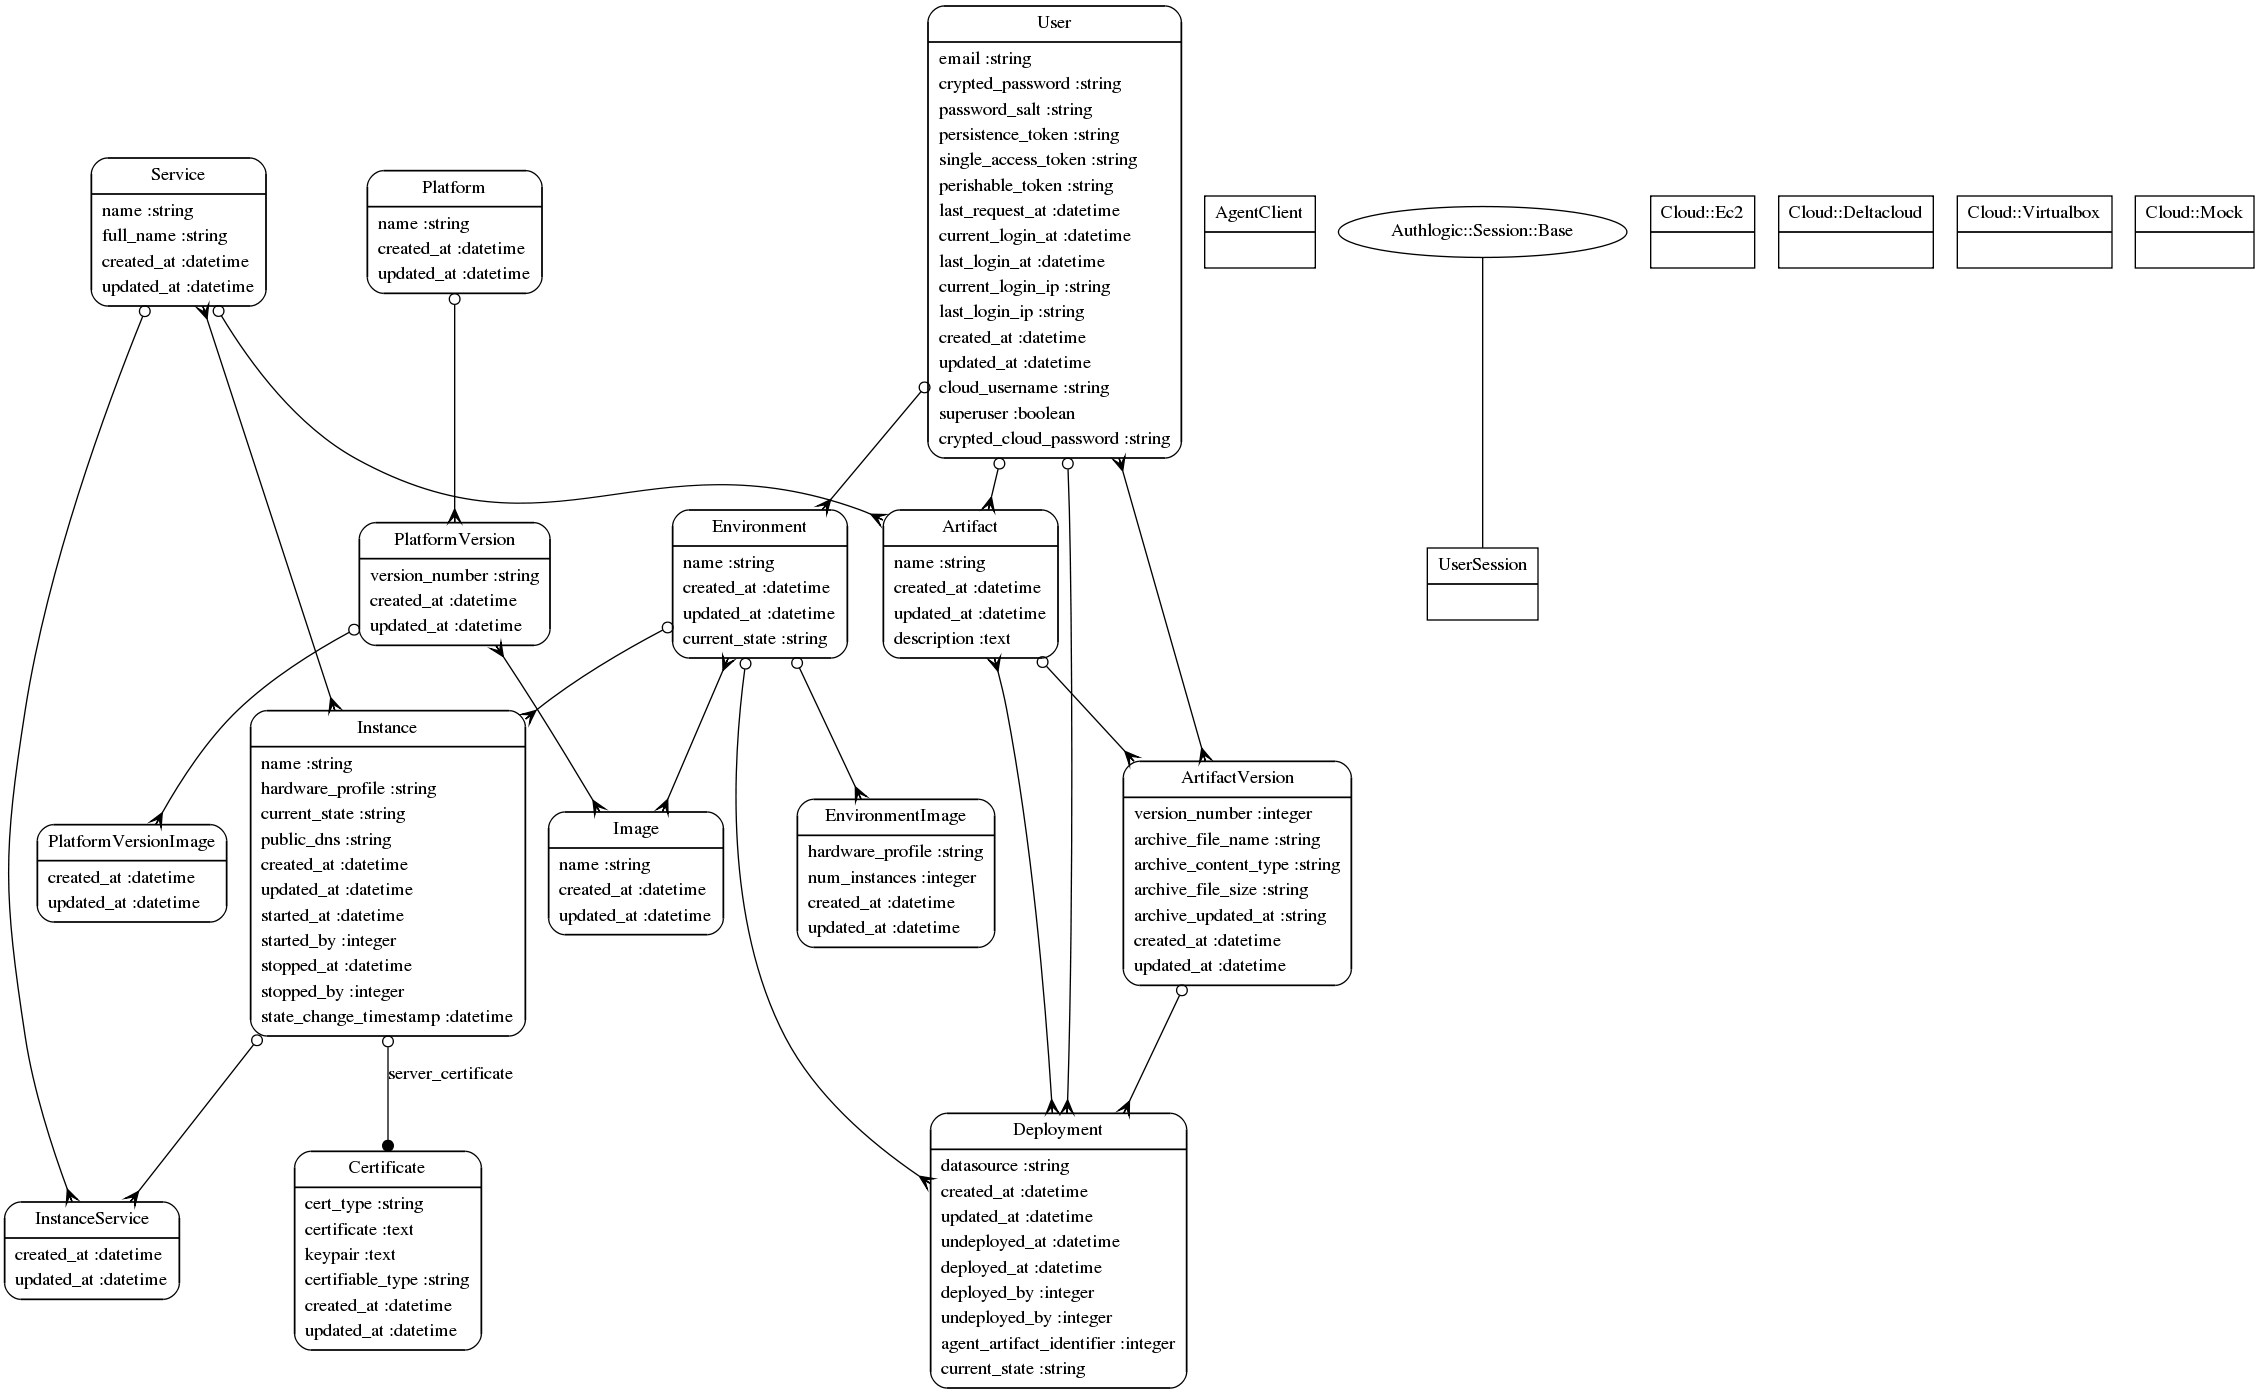 User
email :string
crypted_password :string
password_salt :string
persistence_token :string
single_access_token :string
perishable_token :string
last_request_at :datetime
current_login_at :datetime
last_login_at :datetime
current_login_ip :string
last_login_ip :string
created_at :datetime
updated_at :datetime
cloud_username :string
superuser :boolean
crypted_cloud_password :string
Service
name :string
full_name :string
created_at :datetime
updated_at :datetime
Platform
name :string
created_at :datetime
updated_at :datetime
AgentClient
Authlogic::Session::Base
Cloud::Ec2
Cloud::Deltacloud
Cloud::Virtualbox
Cloud::Mock
PlatformVersion
version_number :string
created_at :datetime
updated_at :datetime
Environment
name :string
created_at :datetime
updated_at :datetime
current_state :string
Artifact
name :string
created_at :datetime
updated_at :datetime
description :text
UserSession
Instance
name :string
hardware_profile :string
current_state :string
public_dns :string
created_at :datetime
updated_at :datetime
started_at :datetime
started_by :integer
stopped_at :datetime
stopped_by :integer
state_change_timestamp :datetime
PlatformVersionImage
created_at :datetime
updated_at :datetime
Image
name :string
created_at :datetime
updated_at :datetime
EnvironmentImage
hardware_profile :string
num_instances :integer
created_at :datetime
updated_at :datetime
ArtifactVersion
version_number :integer
archive_file_name :string
archive_content_type :string
archive_file_size :string
archive_updated_at :string
created_at :datetime
updated_at :datetime
server_certificate
InstanceService
created_at :datetime
updated_at :datetime
Certificate
cert_type :string
certificate :text
keypair :text
certifiable_type :string
created_at :datetime
updated_at :datetime
Deployment
datasource :string
created_at :datetime
updated_at :datetime
undeployed_at :datetime
deployed_at :datetime
deployed_by :integer
undeployed_by :integer
agent_artifact_identifier :integer
current_state :string